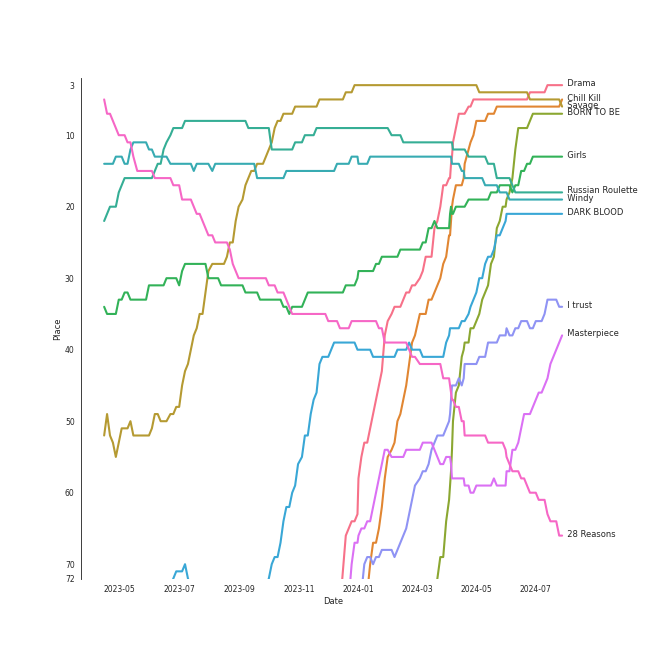 3
10
20
30
40
50
60
70
72
Place
2023-05
2023-07
2023-09
2023-11
2024-01
2024-03
2024-05
2024-07
Date
Drama
Chill Kill
Savage
BORN TO BE
Girls
Russian Roulette
Windy
DARK BLOOD
I trust
Masterpiece
28 Reasons